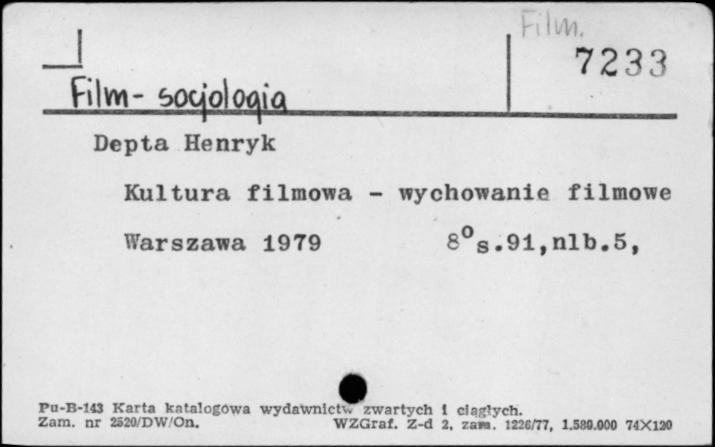 Film.
7233
Film - socjologia
Depta Henryk
Kultura filmowa - wychowanie filmowe
Warszawa 1979 8° s.91,nlb.5,
Pu-B-143 Karta katalogowa wydawnictw zwartych i ciągłych.
Zam. nr 2520/DW/On. WZGraf. Z-d 2, zam. 1226/77, 1.580.000 74X120